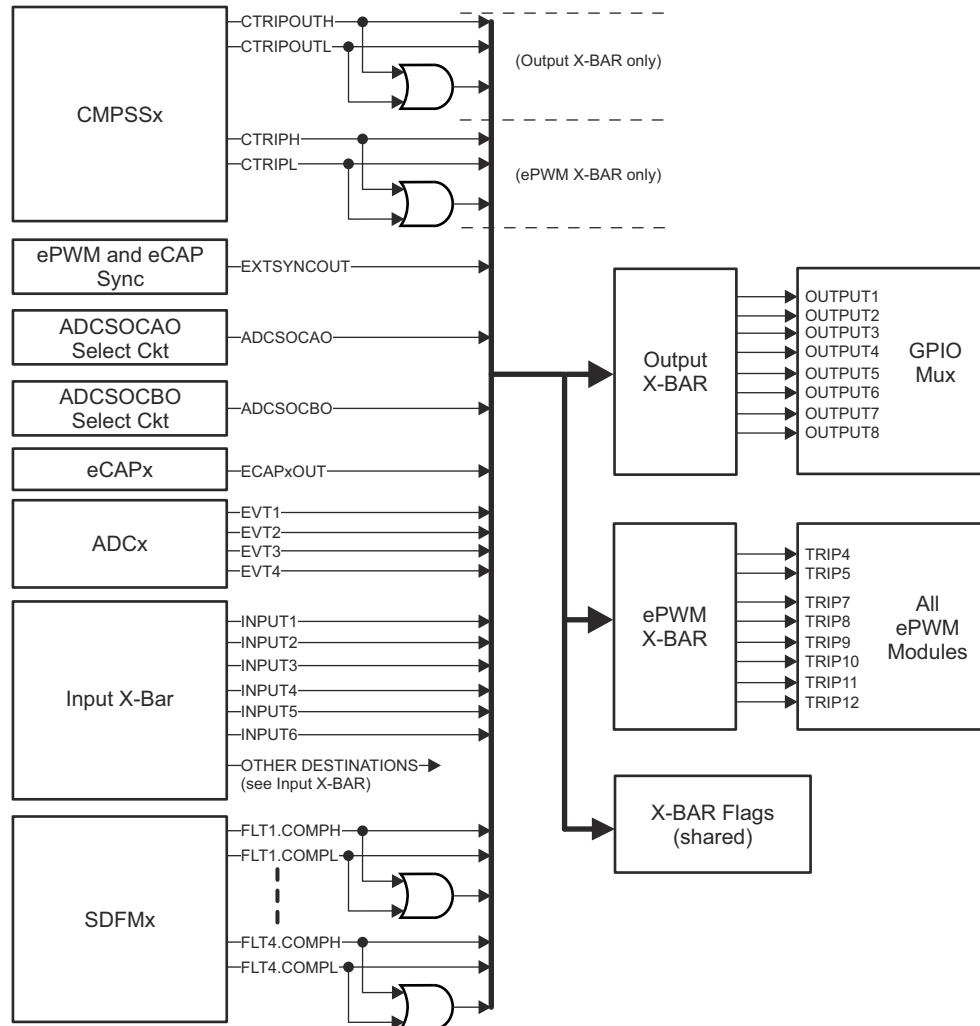 CMPSSx
CTRIPOUTH
CTRIPOUTL
CTRIPH
CTRIPL
(Output X-BAR only)
(ePWM X-BAR only)
ePWM and eCAP
Sync
EXTSYNCOUT
ADCSOCAO
Select Ckt
ADCSOCAO
ADCSOCBO
Select Ckt
ADCSOCBO
eCAPx
ECAPxOUT
ADCx
EVT1
EVT2
EVT3
EVT4
Input X-Bar
INPUT1
INPUT2
INPUT3
INPUT4
INPUT5
INPUT6
OTHER DESTINATIONS
(see Input X-BAR)
SDFMx
FLT1.COMPH
FLT1.COMPL
FLT4.COMPH
FLT4.COMPL
Output
X-BAR
OUTPUT1
OUTPUT2
OUTPUT3
OUTPUT4
OUTPUT5
OUTPUT6
OUTPUT7
OUTPUT8
GPIO
Mux
ePWM
X-BAR
TRIP4
TRIP5
TRIP7
TRIP8
TRIP9
TRIP10
TRIP11
TRIP12
All
ePWM
Modules
X-BAR Flags
(shared)